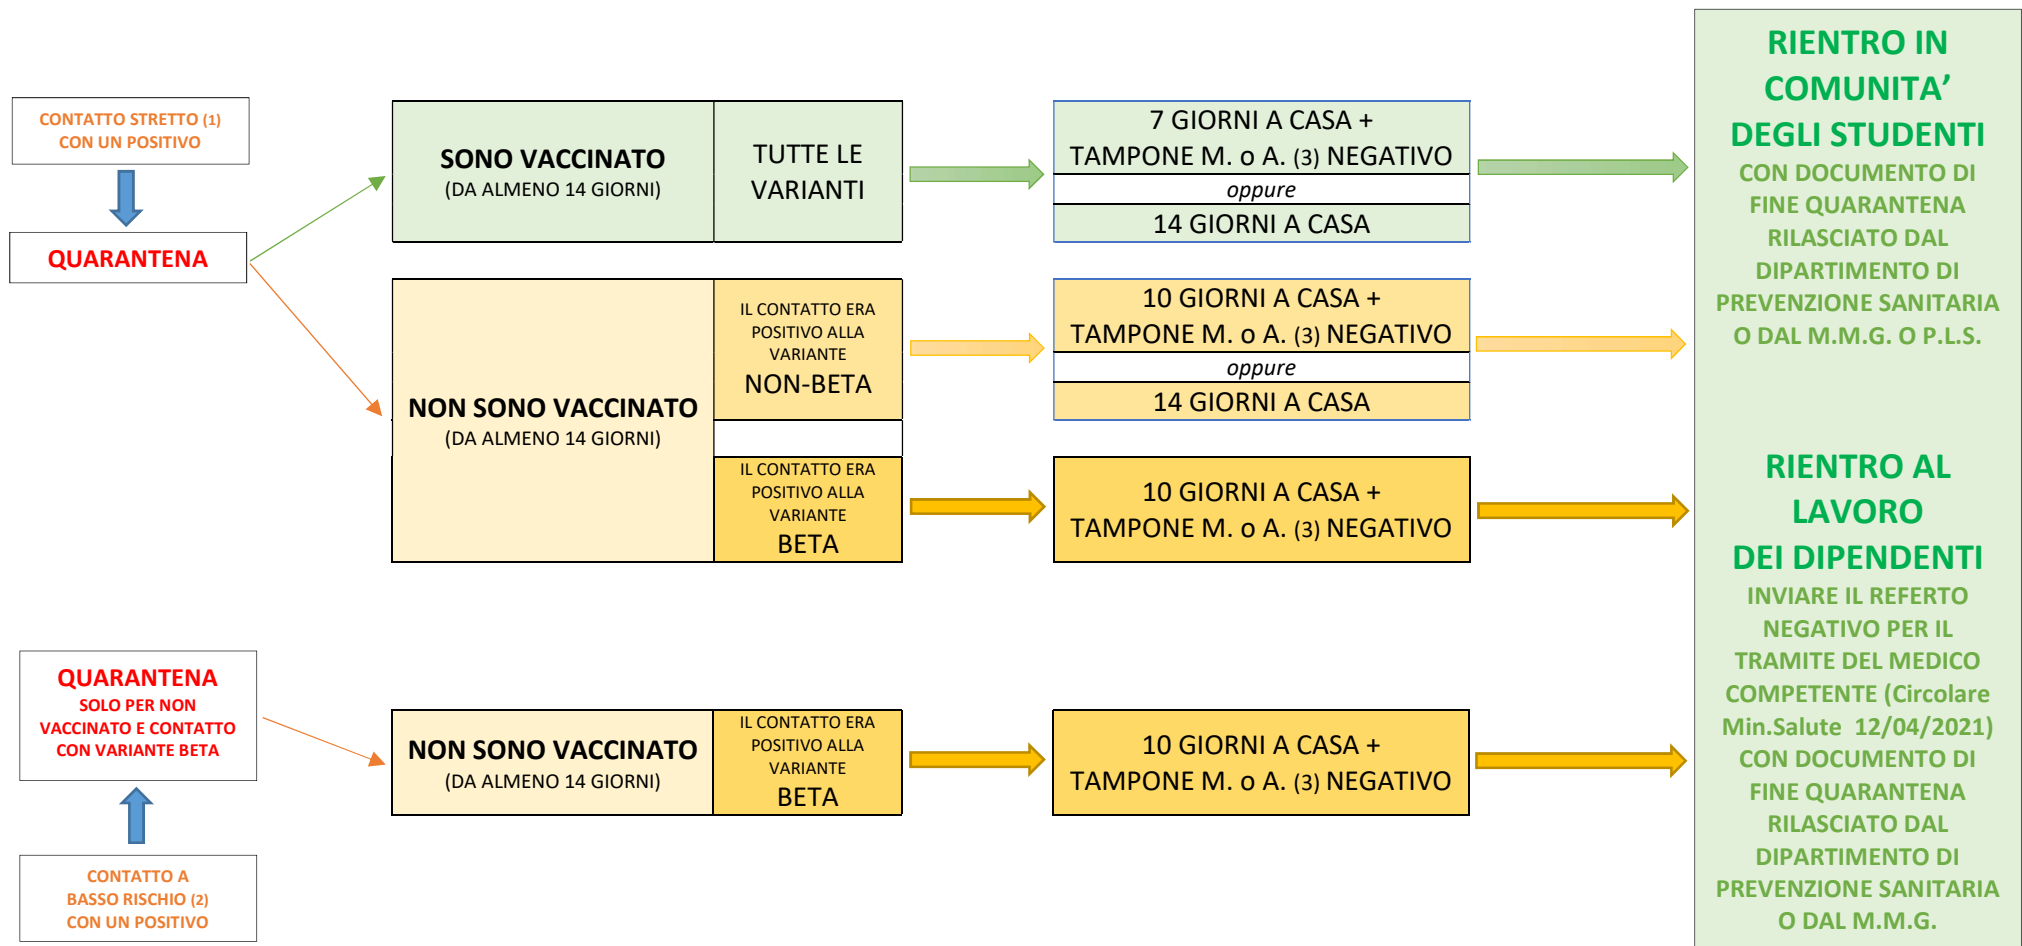 CONTATTO STRETTO (1)
CON UN POSITIVO
QUARANTENA
SONO VACCINATO
(DA ALMENO 14 GIORNI)
TUTTE LE
VARIANTI
7 GIORNI A CASA +
TAMPONE M. o A. (3) NEGATIVO
oppure
14 GIORNI A CASA
NON SONO VACCINATO
(DA ALMENO 14 GIORNI)
IL CONTATTO ERA
POSITIVO ALLA
VARIANTE
NON-BETA
10 GIORNI A CASA +
TAMPONE M. o A. (3) NEGATIVO
oppure
14 GIORNI A CASA
IL CONTATTO ERA
POSITIVO ALLA
VARIANTE
BETA
10 GIORNI A CASA +
TAMPONE M. o A. (3) NEGATIVO
QUARANTENA
SOLO PER NON
VACCINATO E CONTATTO
CON VARIANTE BETA
CONTATTO A
BASSO RISCHIO (2)
CON UN POSITIVO
NON SONO VACCINATO
(DA ALMENO 14 GIORNI)
IL CONTATTO ERA
POSITIVO ALLA
VARIANTE
BETA
10 GIORNI A CASA +
TAMPONE M. o A. (3) NEGATIVO
RIENTRO IN
COMUNITA’
DEGLI STUDENTI
CON DOCUMENTO DI
FINE QUARANTENA
RILASCIATO DAL
DIPARTIMENTO DI
PREVENZIONE SANITARIA
O DAL M.M.G. O P.L.S.
RIENTRO AL
LAVORO
DEI DIPENDENTI
INVIARE IL REFERTO
NEGATIVO PER IL
TRAMITE DEL MEDICO
COMPETENTE (Circolare
Min.Salute 12/04/2021)
CON DOCUMENTO DI
FINE QUARANTENA
RILASCIATO DAL
DIPARTIMENTO DI
PREVENZIONE SANITARIA
O DAL M.M.G.